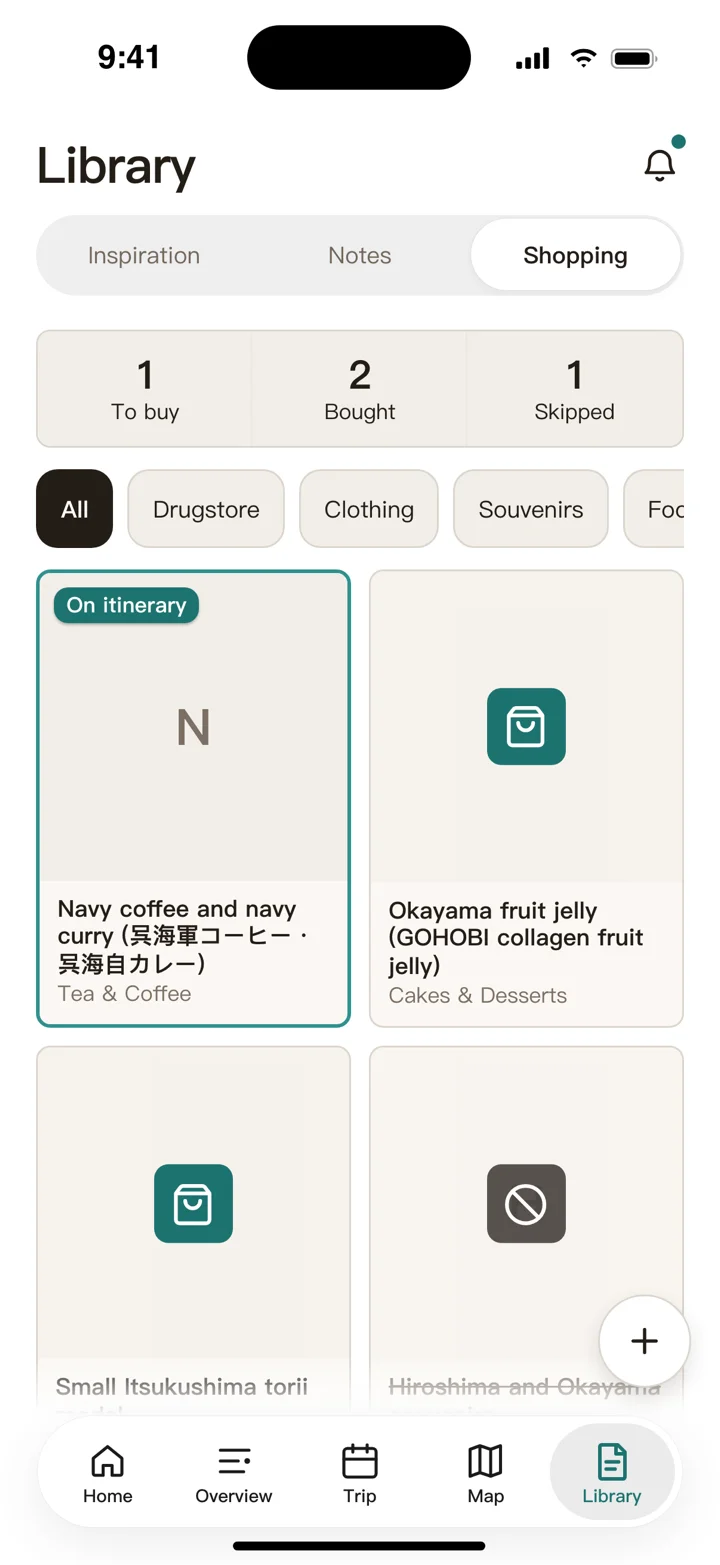 9:41
Library
Inspiration
Notes
Shopping
1
To buy
2
Bought
1
Skipped
All
Drugstore
Clothing
Souvenirs
Foo
On itinerary
N
Navy coffee and navy
curry (呉海軍コーヒー・
呉海自カレー)
Tea & Coffee
Okayama fruit jelly
(GOHOBI collagen fruit
jelly)
Cakes & Desserts
Small Itsukushima torii
Hiroshima and Okayama
Home
Overview
Trip
Map
Library